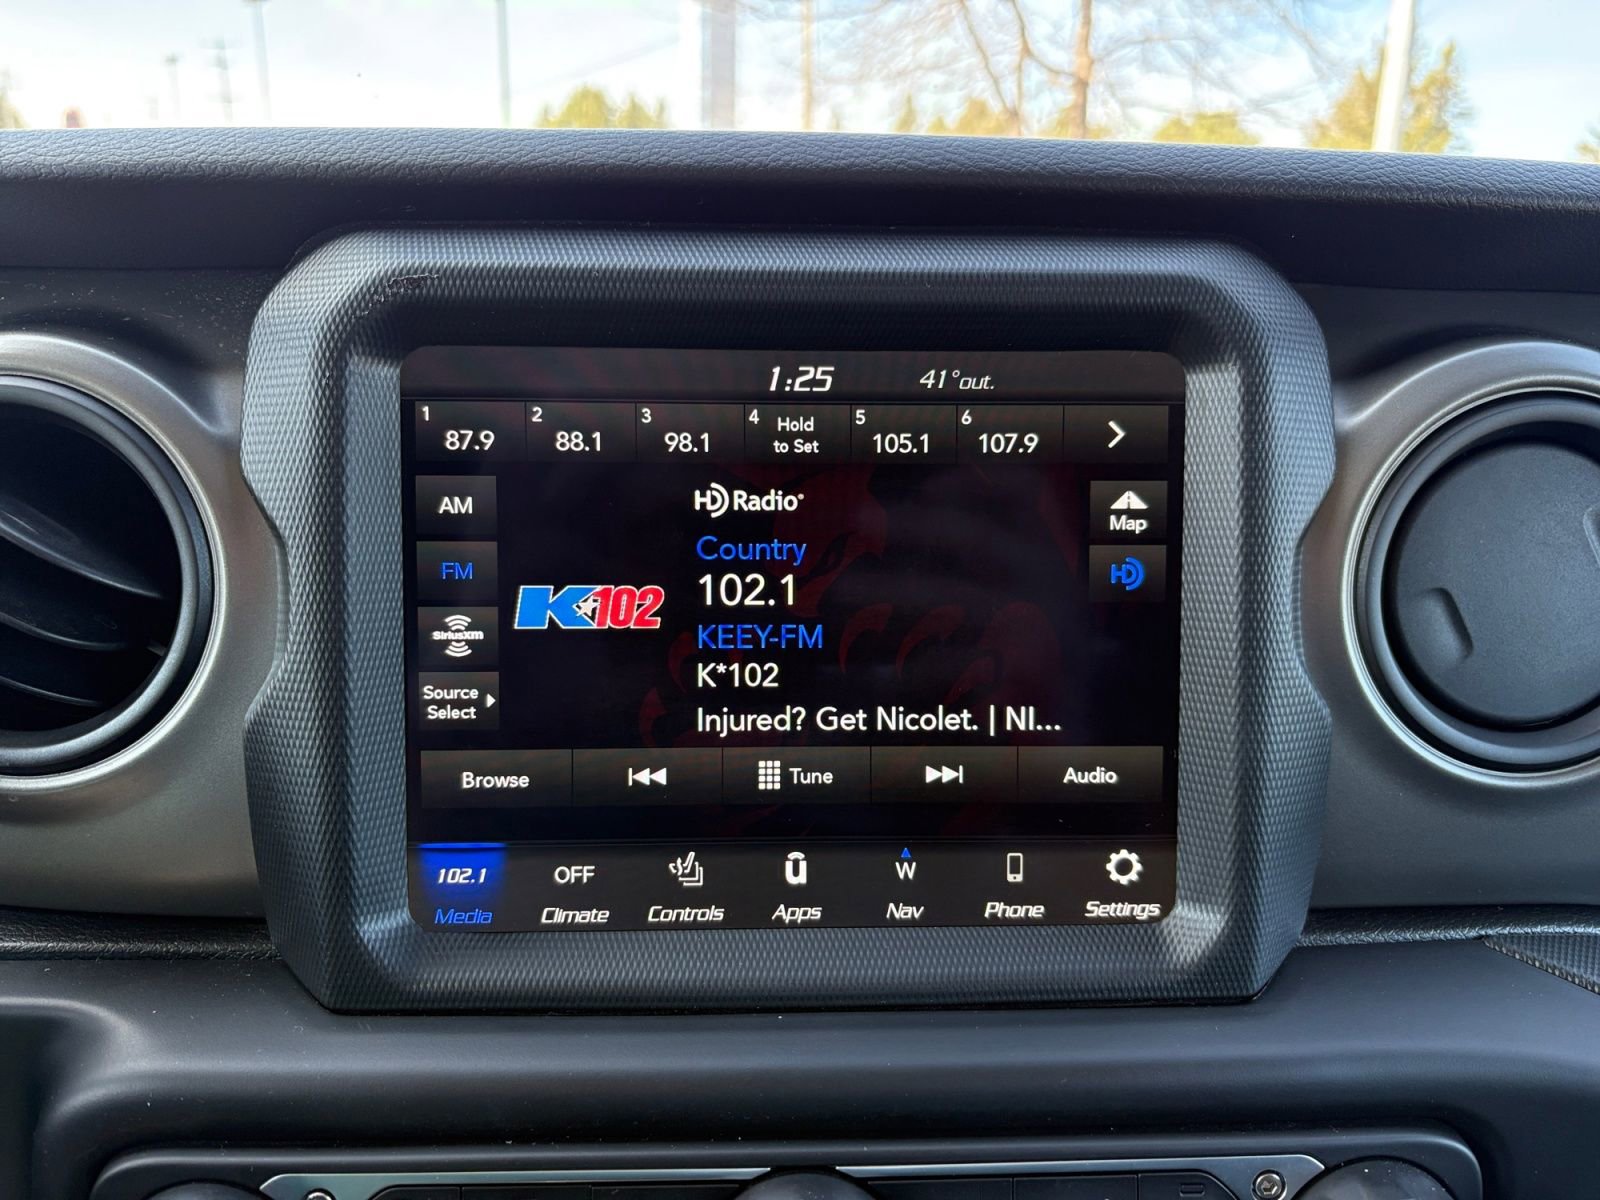 1:25 41°out.
1 87.9 2 88.1 3 98.1 4 Hold to Set 5 105.1 6 107.9
AM
FM
SiriusXM
Source
Select
K102
HD Radio
Country
102.1
KEEY-FM
K*102
Injured? Get Nicolet. | NI...
Map
HD
Browse Tune Audio
102.1 OFF W
Media Climate Controls Apps Nav Phone Settings